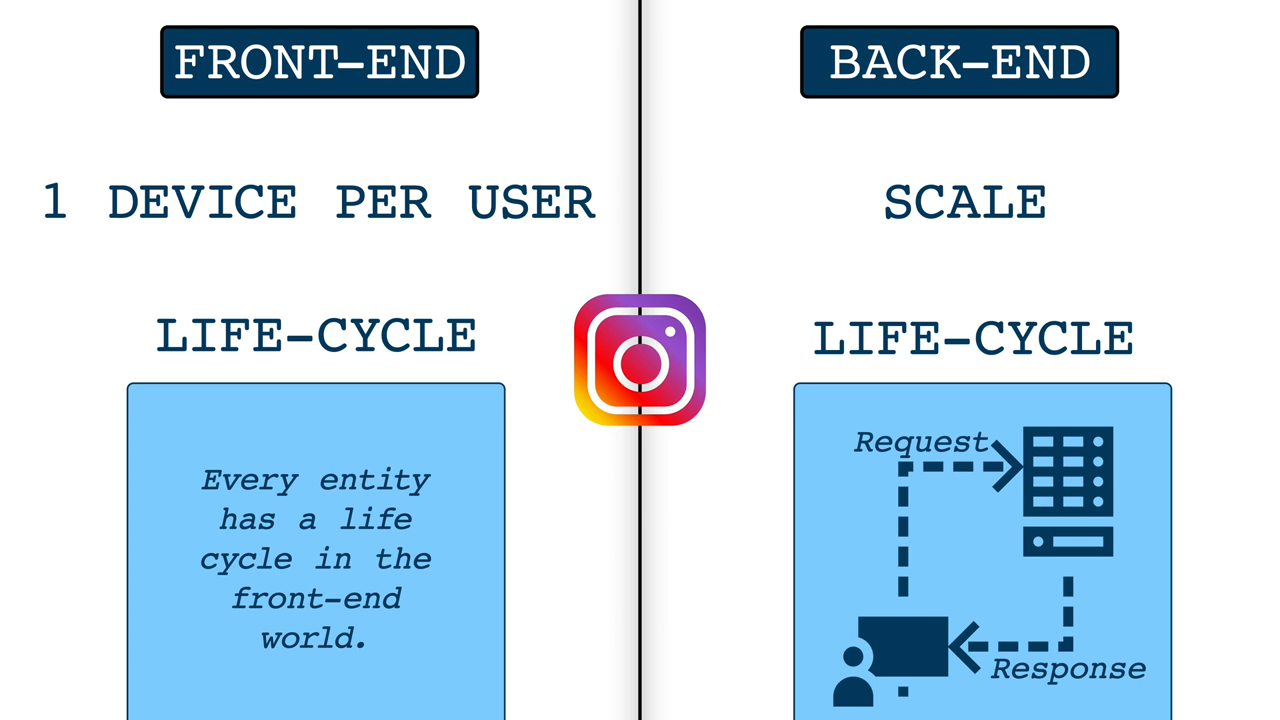 FRONT-END
1 DEVICE PER USER
LIFE-CYCLE
Every entity
has a life
cycle in the
front-end
world.
BACK-END
SCALE
LIFE-CYCLE
Request
Response